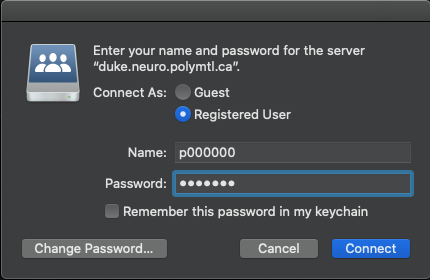 Enter your name and password for the server
“duke.neuro.polymtl.ca”.
Connect As: Guest
Registered User
Name: p000000
Password: •••••••
Remember this password in my keychain
Change Password... Cancel Connect